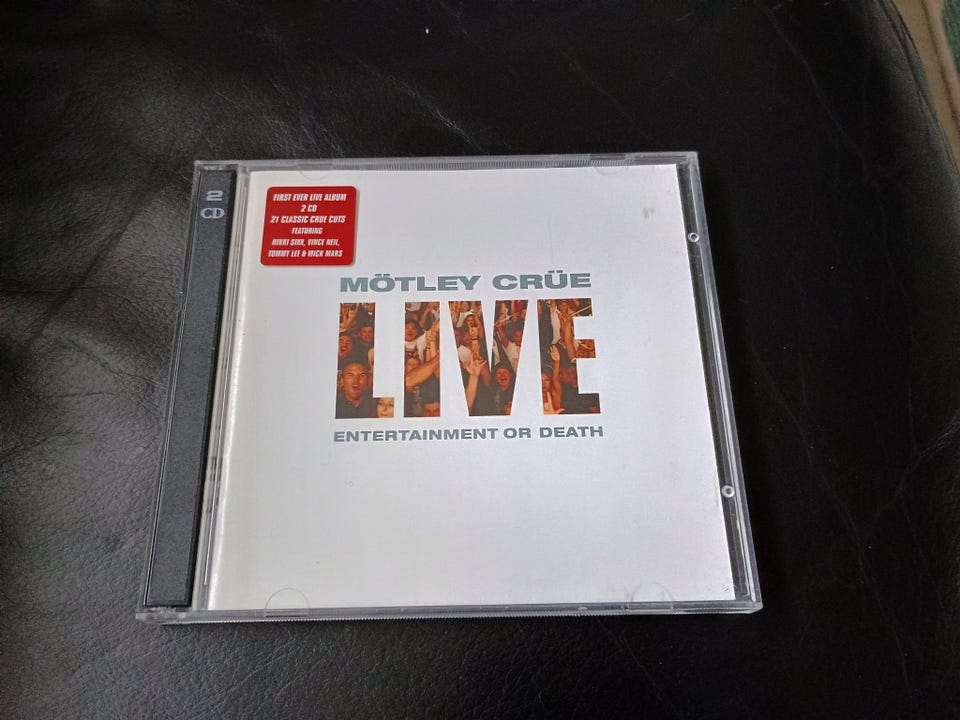 2
CD
FIRST EVER LIVE ALBUM
2 CD
21 CLASSIC CRUE CUTS
FEATURING
NIKKI SIXX, VINCE NEIL,
TOMMY LEE & MICK MARS
MÖTLEY CRÜE
LIVE
ENTERTAINMENT OR DEATH